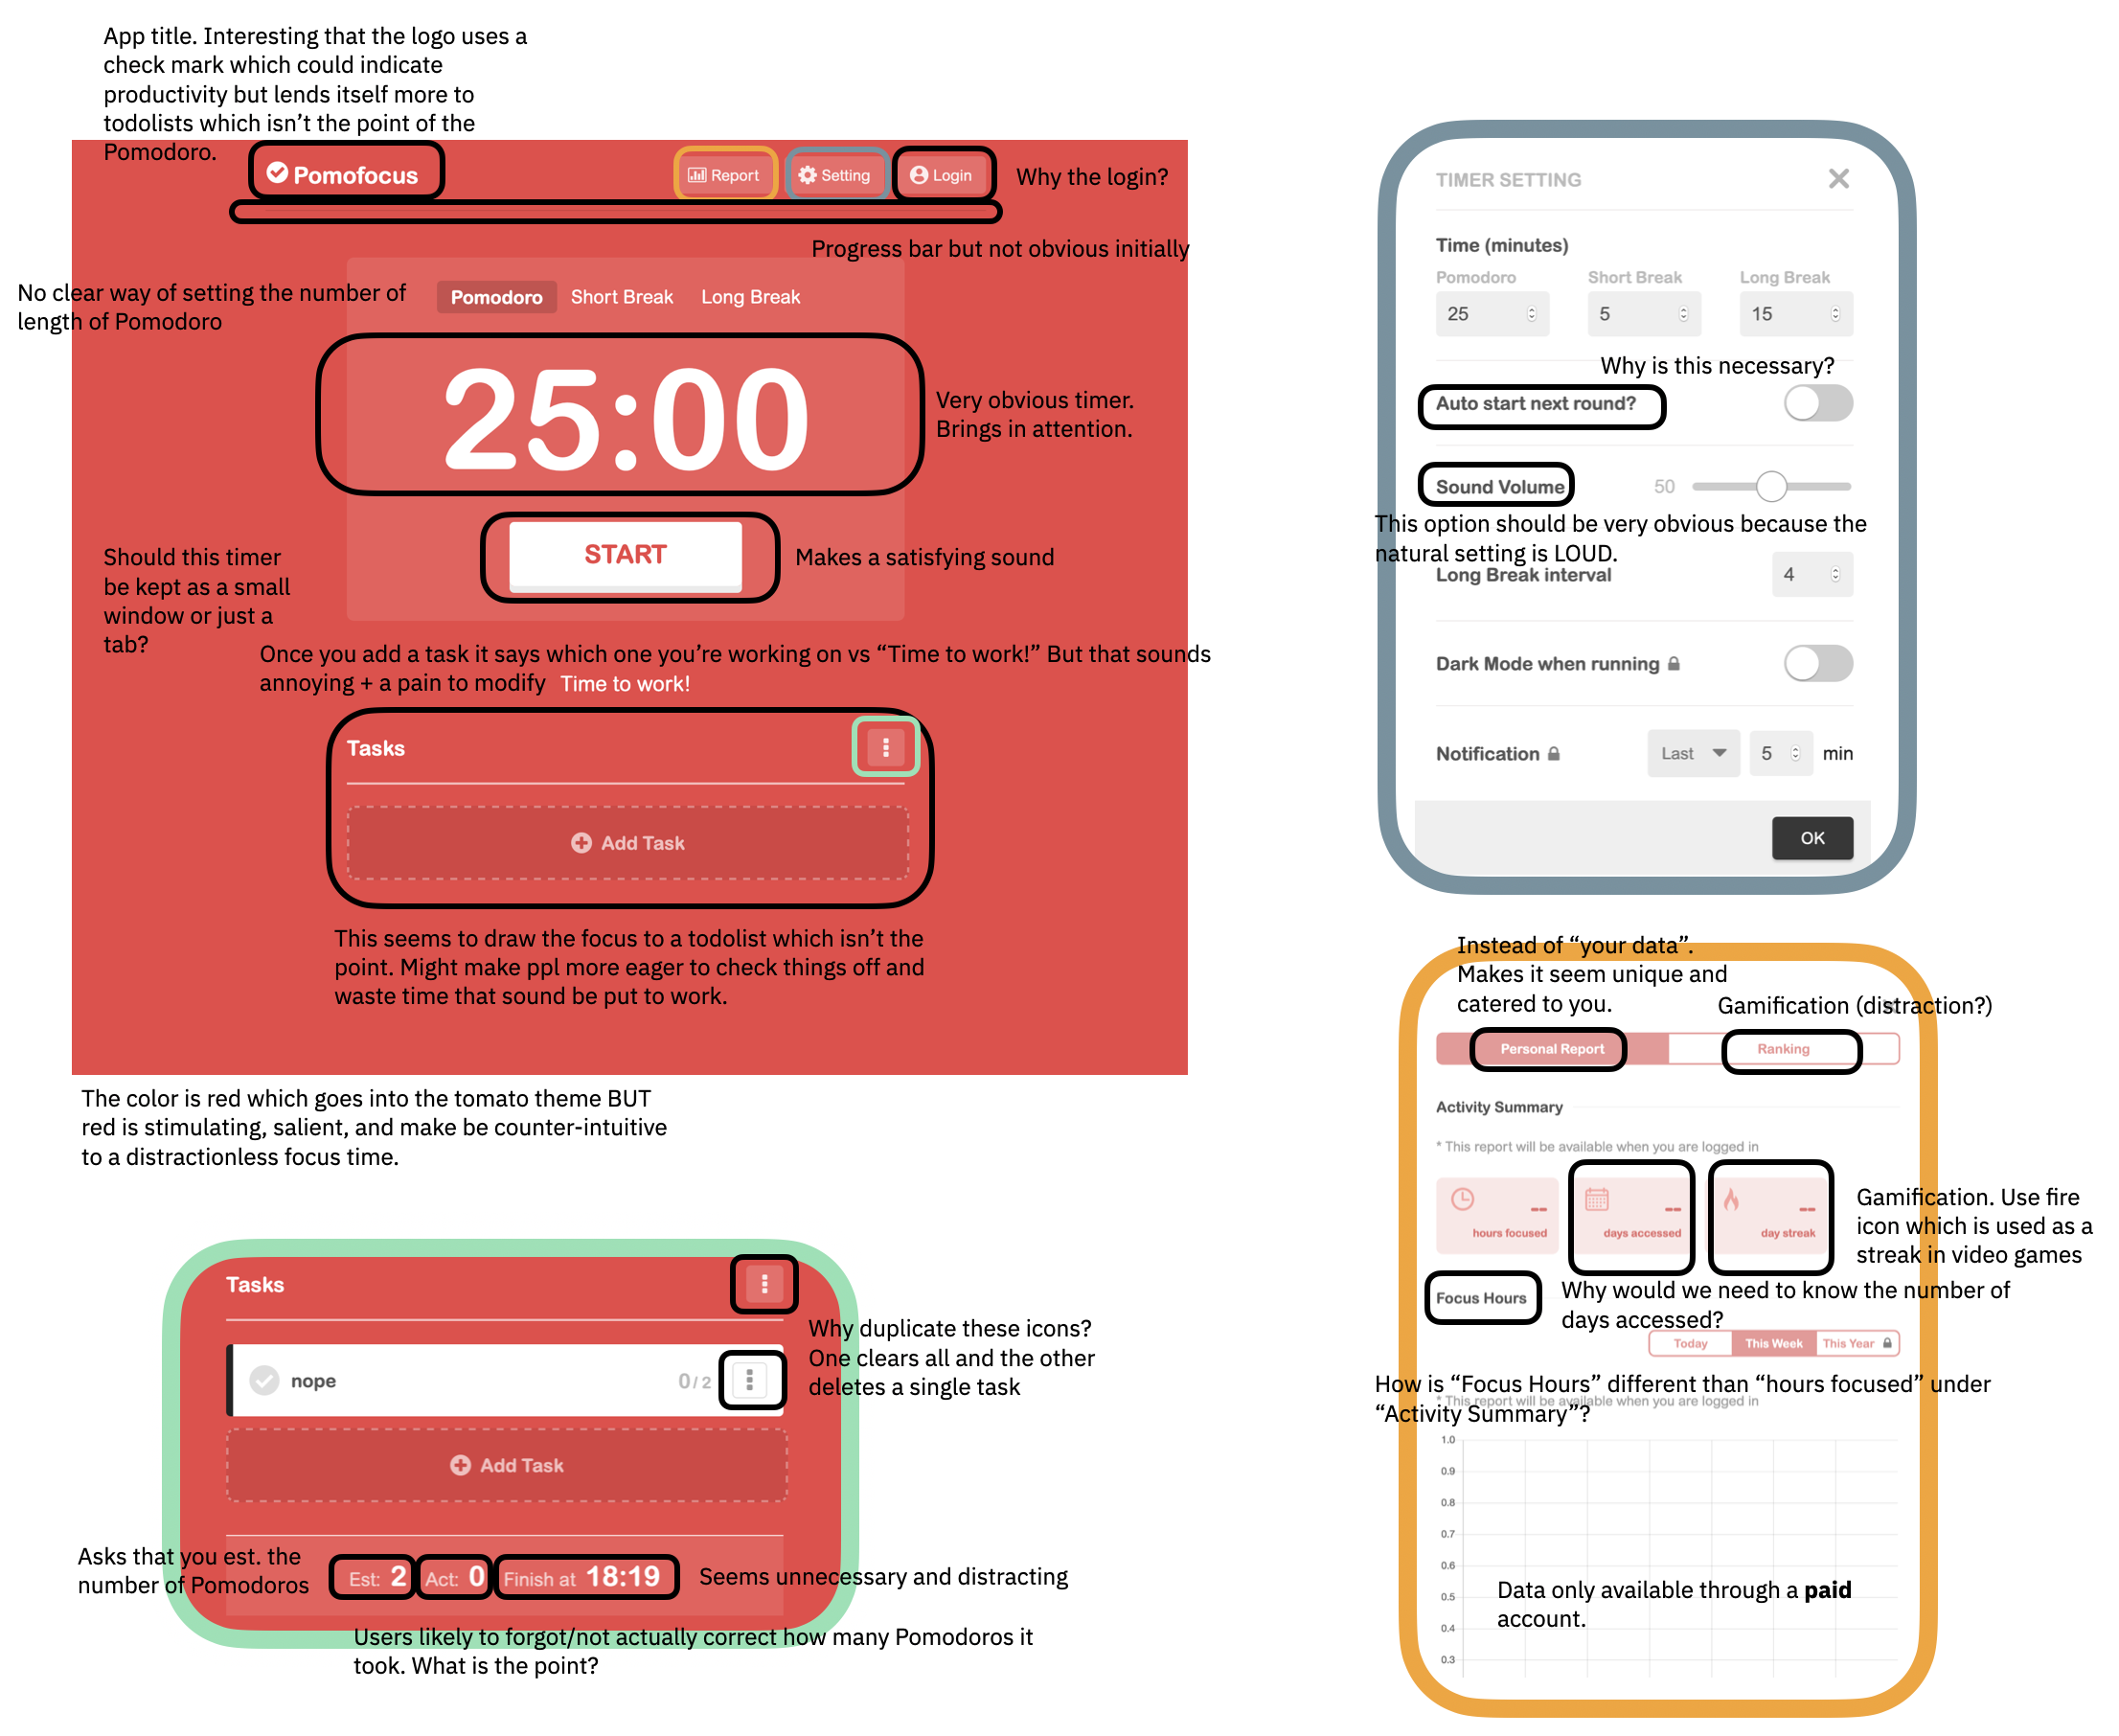 App title. Interesting that the logo uses a
check mark which could indicate
productivity but lends itself more to
todolists which isn’t the point of the
Pomodoro.
Pomofocus
Report
Setting
Login
Why the login?
Progress bar but not obvious initially
No clear way of setting the number of
length of Pomodoro
Pomodoro
Short Break
Long Break
25:00
Very obvious timer.
Brings in attention.
START
Makes a satisfying sound
Should this timer
be kept as a small
window or just a
tab?
Once you add a task it says which one you’re working on vs “Time to work!” But that sounds
annoying + a pain to modify
Time to work!
Tasks
Add Task
This seems to draw the focus to a todolist which isn’t the
point. Might make ppl more eager to check things off and
waste time that sound be put to work.
The color is red which goes into the tomato theme BUT
red is stimulating, salient, and make be counter-intuitive
to a distractionless focus time.
Tasks
Why duplicate these icons?
One clears all and the other
deletes a single task
nope
0/2
Add Task
Asks that you est. the
number of Pomodoros
Est: 2
Act: 0
Finish at 18:19
Seems unnecessary and distracting
Users likely to forgot/not actually correct how many Pomodoros it
took. What is the point?
TIMER SETTING
Time (minutes)
Pomodoro
Short Break
Long Break
25
5
15
Why is this necessary?
Auto start next round?
Sound Volume
50
This option should be very obvious because the
natural setting is LOUD.
Long Break interval
4
Dark Mode when running
Notification
Last
5
min
OK
Instead of “your data”.
Makes it seem unique and
catered to you.
Gamification (distraction?)
Personal Report
Ranking
Activity Summary
* This report will be available when you are logged in
--
hours focused
--
days accessed
--
day streak
Gamification. Use fire
icon which is used as a
streak in video games
Focus Hours
Why would we need to know the number of
days accessed?
Today
This Week
This Year
How is “Focus Hours” different than “hours focused” under
“Activity Summary”?
* This report will be available when you are logged in
1.0
0.9
0.8
0.7
0.6
0.5
0.4
0.3
Data only available through a paid
account.